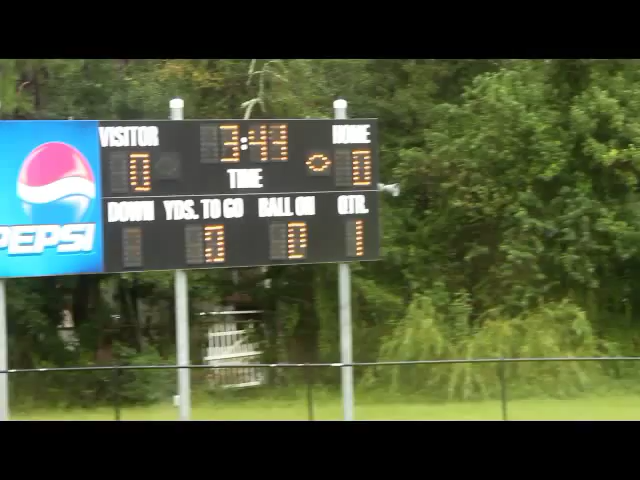 VISITOR 3:43 HOME
0 TIME 0
DOWN YDS. TO GO BALL ON QTR.
0 0 1
PEPSI